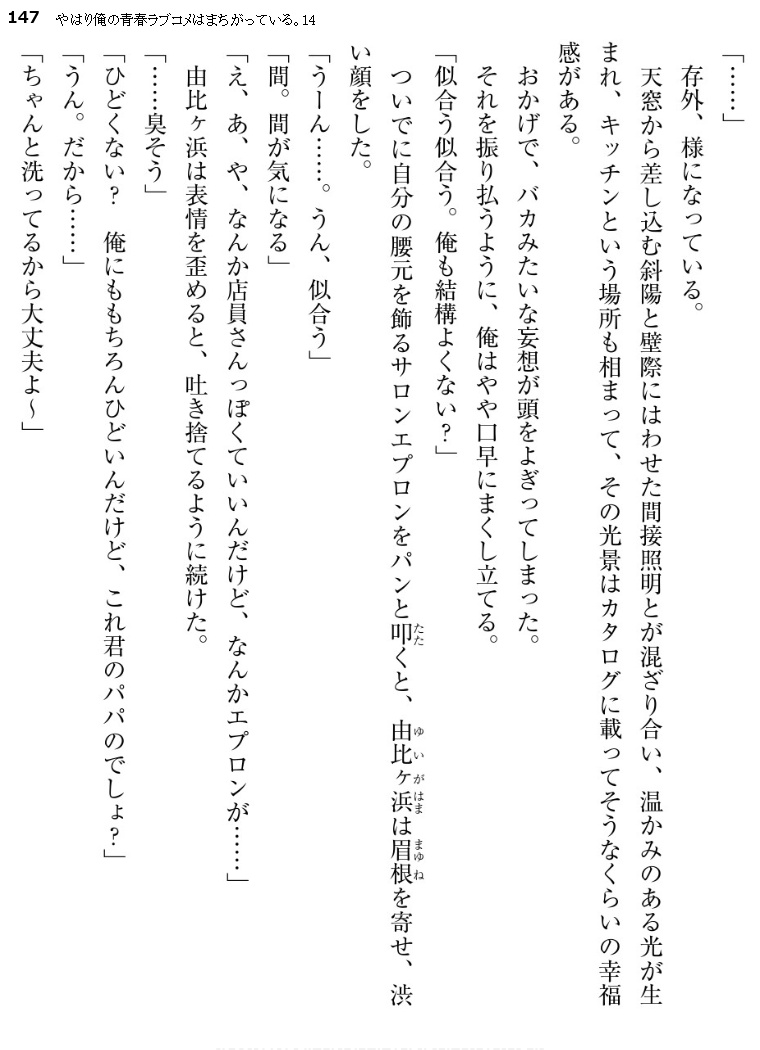 147 やはり俺の青春ラブコメはまちがっている。14
「……」
存外、様になっている。
天窓から差し込む斜陽と壁際にはわせた間接照明とが混ざり合い、温かみのある光が生
まれ、キッチンという場所も相まって、その光景はカタログに載ってそうなくらいの幸福
感がある。
おかげで、バカみたいな妄想が頭をよぎってしまった。
それを振り払うように、俺はやや口早にまくし立てる。
「似合う似合う。俺も結構よくない？」
ついでに自分の腰元を飾るサロンエプロンをパンと叩くと、由比ヶ浜は眉根を寄せ、渋
い顔をした。
「うーん……。うん、似合う」
「間。間が気になる」
「え、あ、や、なんか店員さんっぽくていいんだけど、なんかエプロンが……」
由比ヶ浜は表情を歪めると、吐き捨てるように続けた。
「……臭そう」
「ひどくない？　俺にももちろんひどいんだけど、これ君のパパのでしょ？」
「うん。だから……」
「ちゃんと洗ってるから大丈夫よ〜」